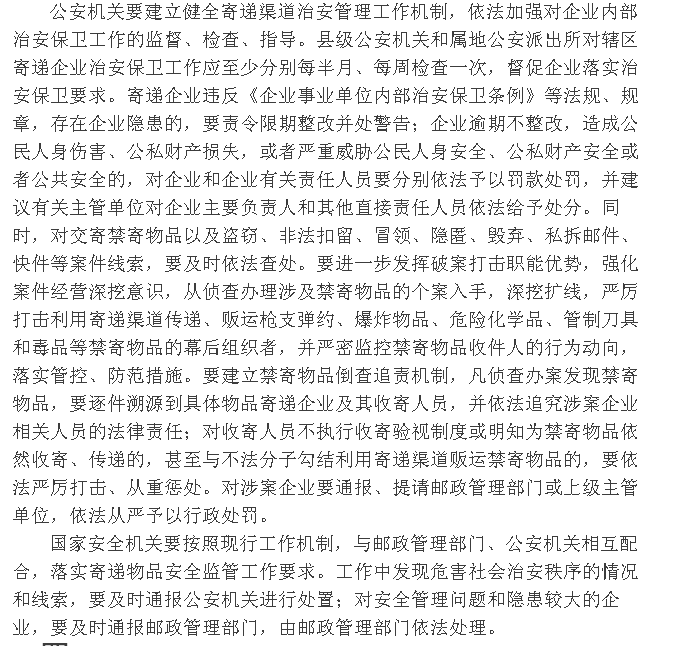 公安机关要建立健全寄递渠道治安管理工作机制，依法加强对企业内部
治安保卫工作的监督、检查、指导。县级公安机关和属地公安派出所对辖区
寄递企业治安保卫工作应至少分别每半月、每周检查一次，督促企业落实治
安保卫要求。寄递企业违反《企业事业单位内部治安保卫条例》等法规、规
章，存在企业隐患的，要责令限期整改并处警告；企业逾期不整改，造成公
民人身伤害、公私财产损失，或者严重威胁公民人身安全、公私财产安全或
者公共安全的，对企业和企业有关责任人员要分别依法予以罚款处罚，并建
议有关主管单位对企业主要负责人和其他直接责任人员依法给予处分。同
时，对交寄禁寄物品以及盗窃、非法扣留、冒领、隐匿、毁弃、私拆邮件、
快件等案件线索，要及时依法查处。要进一步发挥破案打击职能优势，强化
案件经营深挖意识，从侦查办理涉及禁寄物品的个案入手，深挖扩线，严厉
打击利用寄递渠道传递、贩运枪支弹药、爆炸物品、危险化学品、管制刀具
和毒品等禁寄物品的幕后组织者，并严密监控禁寄物品收件人的行为动向，
落实管控、防范措施。要建立禁寄物品倒查追责机制，凡侦查办案发现禁寄
物品，要逐件溯源到具体物品寄递企业及其收寄人员，并依法追究涉案企业
相关人员的法律责任；对收寄人员不执行收寄验视制度或明知为禁寄物品依
然收寄、传递的，甚至与不法分子勾结利用寄递渠道贩运禁寄物品的，要依
法严厉打击、从重惩处。对涉案企业要通报、提请邮政管理部门或上级主管
单位，依法从严予以行政处罚。
国家安全机关要按照现行工作机制，与邮政管理部门、公安机关相互配
合，落实寄递物品安全监管工作要求。工作中发现危害社会治安秩序的情况
和线索，要及时通报公安机关进行处置；对安全管理问题和隐患较大的企
业，要及时通报邮政管理部门，由邮政管理部门依法处理。